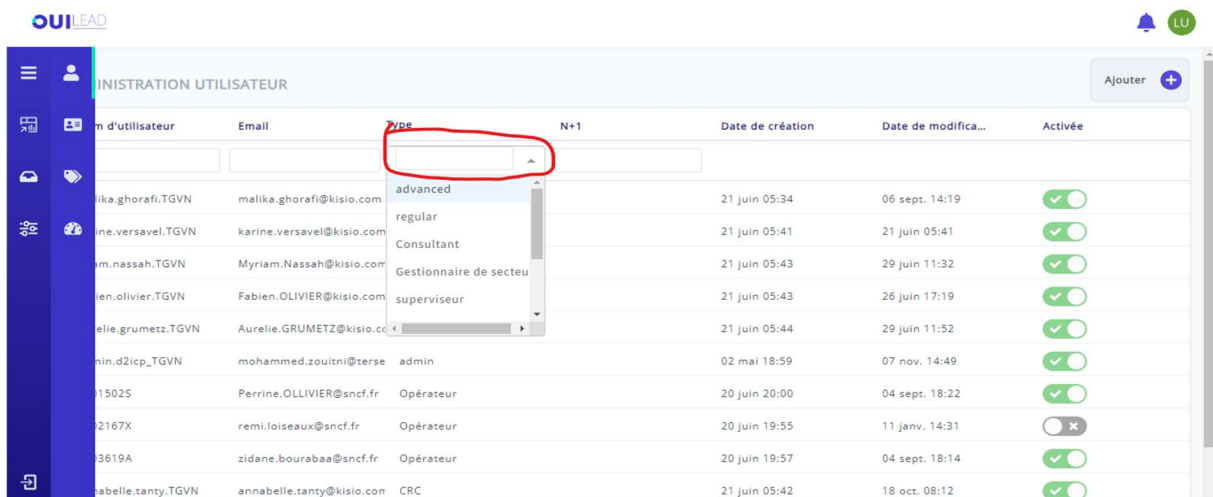 OUILEAD
LU
INISTRATION UTILISATEUR
Ajouter
m d'utilisateur Email Type N+1 Date de création Date de modifica... Activée
advanced
regular
Consultant
Gestionnaire de secteu
superviseur
lika.ghorafi.TGVN malika.ghorafi@kisio.com 21 juin 05:34 06 sept. 14:19
ine.versavel.TGVN karine.versavel@kisio.com 21 juin 05:41 21 juin 05:41
am.nassah.TGVN Myriam.Nassah@kisio.com 21 juin 05:43 29 juin 11:32
ien.olivier.TGVN Fabien.OLIVIER@kisio.com 21 juin 05:43 26 juin 17:19
elie.grumetz.TGVN Aurelie.GRUMETZ@kisio.cc 21 juin 05:44 29 juin 11:52
nin.d2icp_TGVN mohammed.zouitni@terse admin 02 mai 18:59 07 nov. 14:49
1502S Perrine.OLLIVIER@sncf.fr Opérateur 20 juin 20:00 04 sept. 18:22
2167X remi.loiseaux@sncf.fr Opérateur 20 juin 19:55 11 janv. 14:31
3619A zidane.bourabaa@sncf.fr Opérateur 20 juin 19:57 04 sept. 18:14
abelle.tanty.TGVN annabelle.tanty@kisio.com CRC 21 juin 05:42 18 oct. 08:12